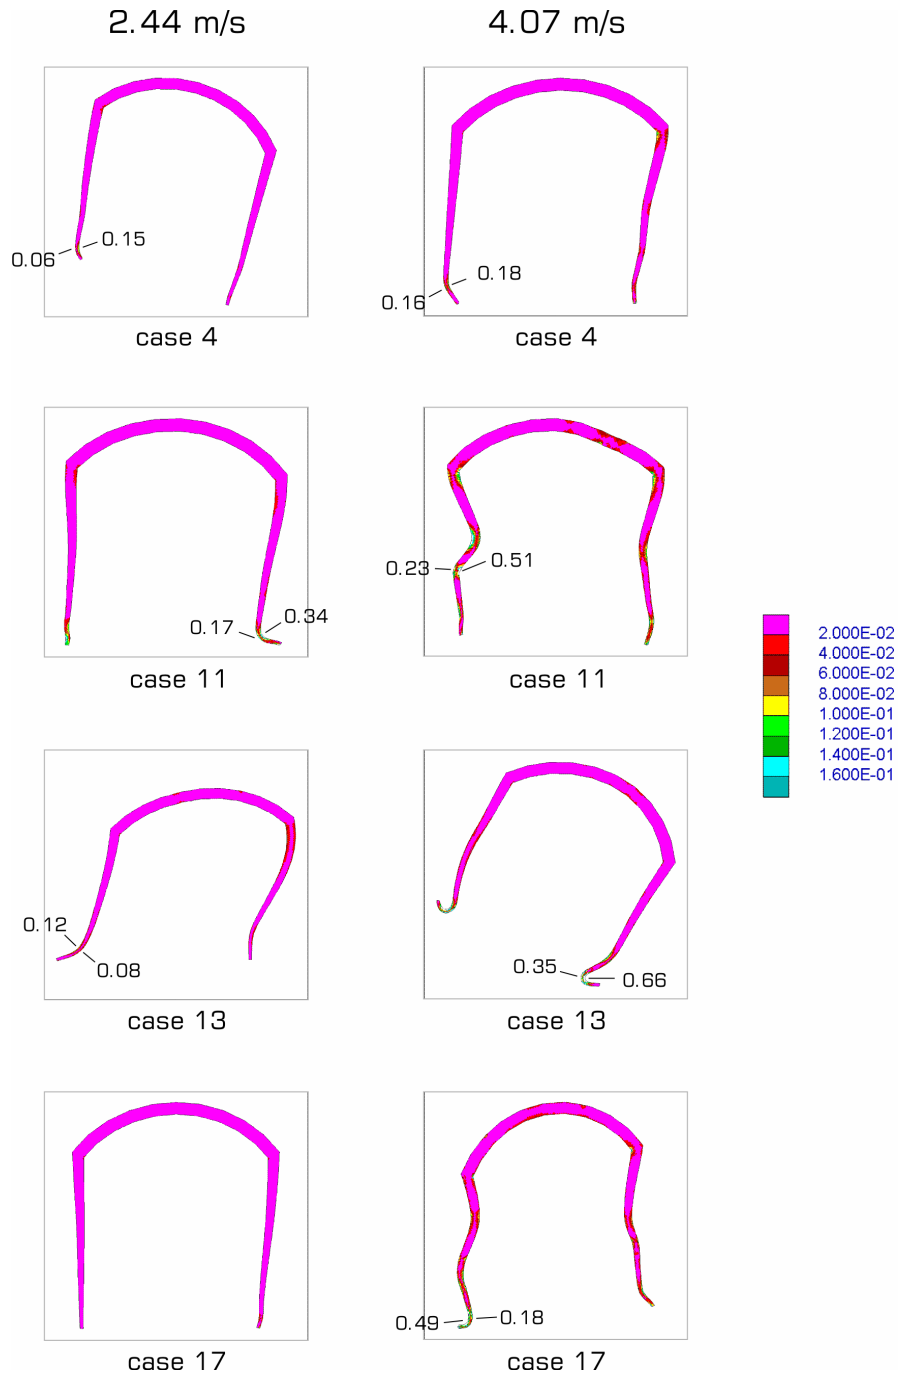 2.44 m/s 4.07 m/s
0.15
0.06
0.18
0.16
case 4 case 4
0.34
0.17
0.51
0.23
case 11 case 11
2.000E-02
4.000E-02
6.000E-02
8.000E-02
1.000E-01
1.200E-01
1.400E-01
1.600E-01
0.12
0.08
0.35
0.66
case 13 case 13
0.49
0.18
case 17 case 17